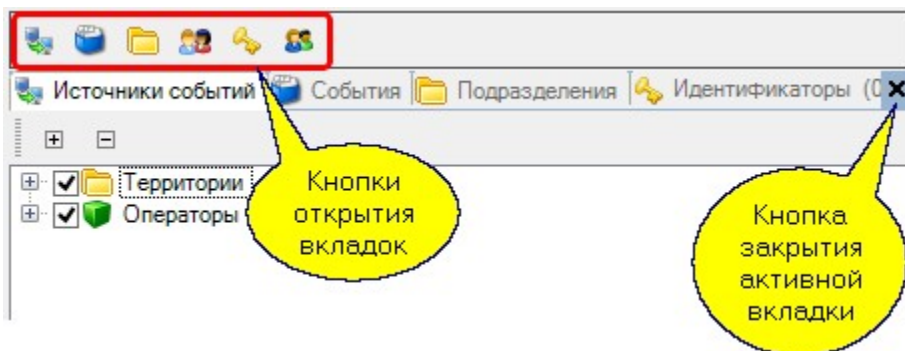 Источники событий События Подразделения Идентификаторы (0
Территории
Операторы
Кнопки
открытия
вкладок
Кнопка
закрытия
активной
вкладки